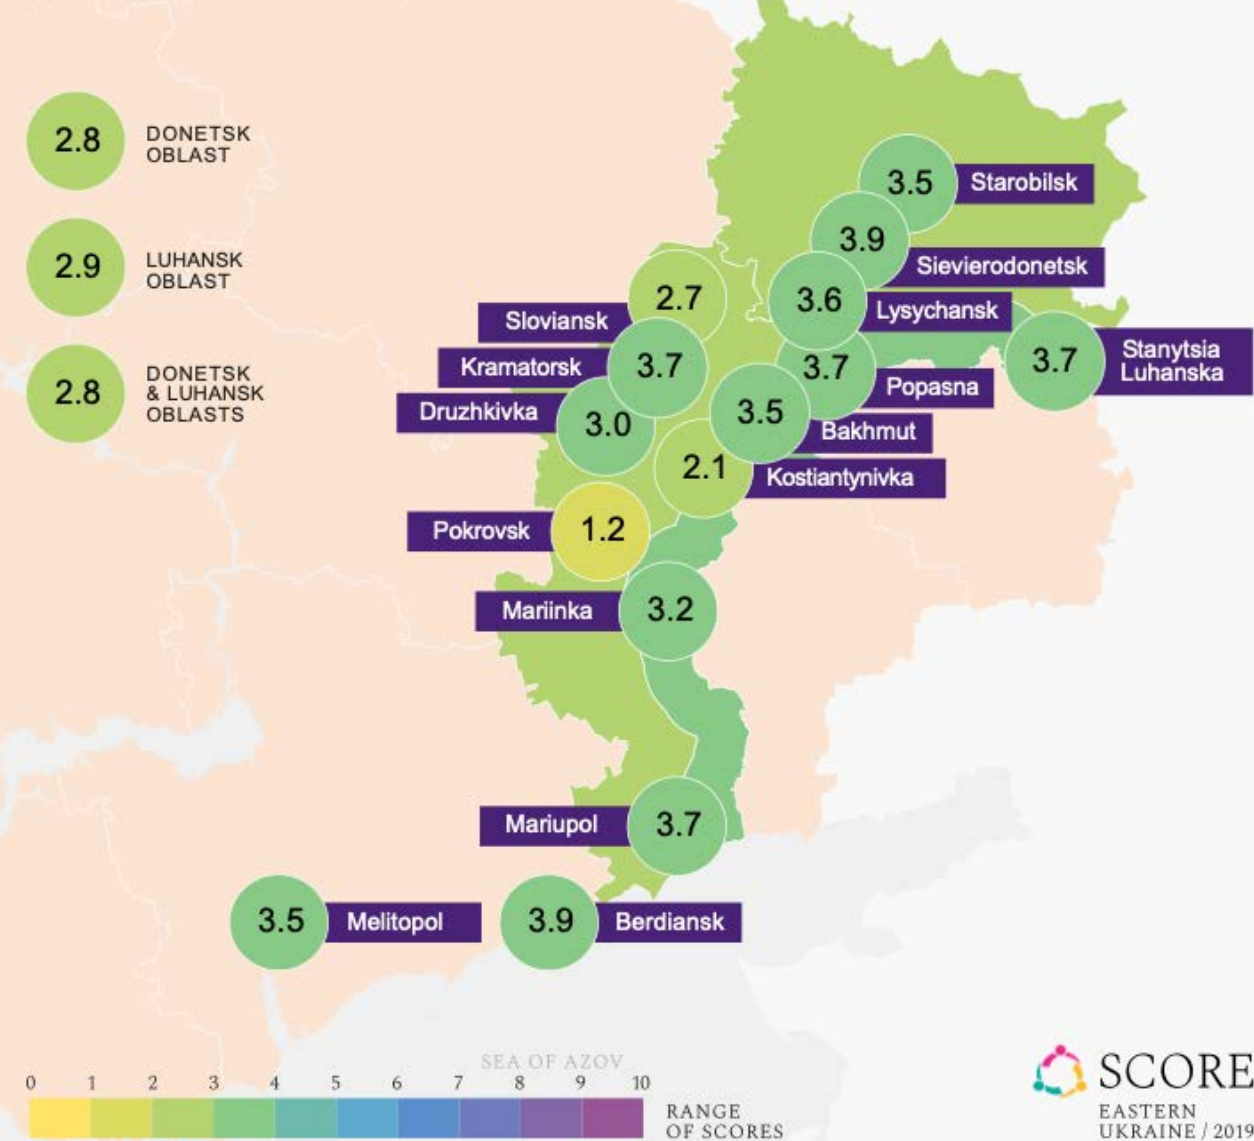 2.8
DONETSK
OBLAST
2.9
LUHANSK
OBLAST
2.8
DONETSK
& LUHANSK
OBLASTS
3.5
Starobilsk
3.9
Sievierodonetsk
2.7
Sloviansk
3.6
Lysychansk
3.7
Kramatorsk
3.7
Popasna
3.7
Stanytsia
Luhanska
3.0
Druzhkivka
3.5
Bakhmut
2.1
Kostiantynivka
1.2
Pokrovsk
3.2
Mariinka
3.7
Mariupol
3.5
Melitopol
3.9
Berdiansk
SEA OF AZOV
0 1 2 3 4 5 6 7 8 9 10
RANGE
OF SCORES
SCORE
EASTERN
UKRAINE / 2019